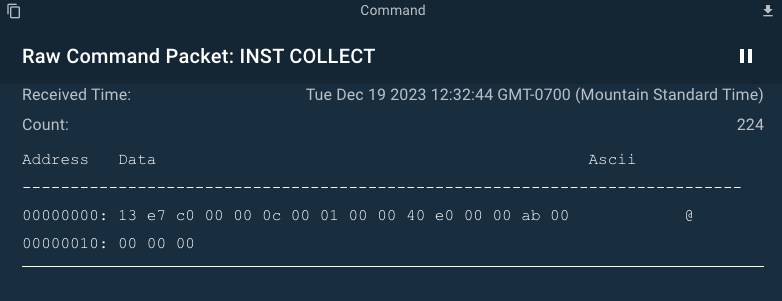 Command
Raw Command Packet: INST COLLECT
Received Time: Tue Dec 19 2023 12:32:44 GMT-0700 (Mountain Standard Time)
Count: 224
Address Data Ascii
---------------------------------------------------------------------------
00000000: 13 e7 c0 00 00 0c 00 01 00 00 40 e0 00 00 ab 00 @
00000010: 00 00 00